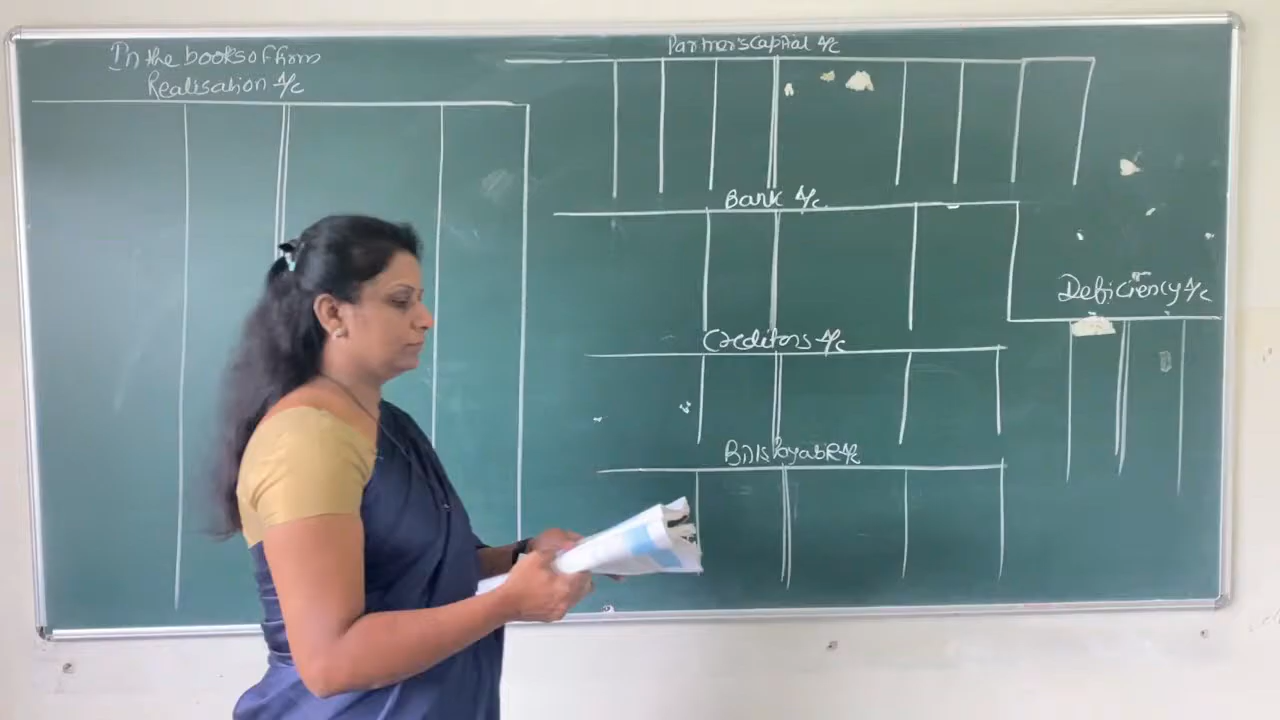 In the books of firm
Realisation A/c
Partner's Capital A/c
Bank A/c
Deficiency A/c
Creditors A/c
Bills Payable A/c